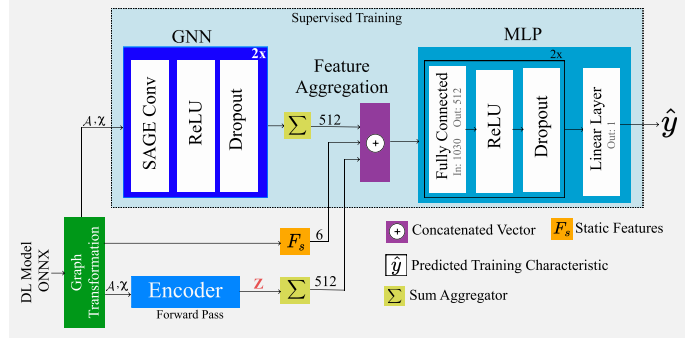 Supervised Training
GNN
2x
SAGE Conv
ReLU
Dropout
Feature
Aggregation
∑
512
MLP
2x
Fully Connected
In: 1030 Out: 512
ReLU
Dropout
Linear Layer
Out: 1
ŷ
A·χ
+
DL Model
ONNX
Graph
Transformation
Fs
6
A·χ
Encoder
Forward Pass
Z
∑
512
+ Concatenated Vector
Fs Static Features
ŷ Predicted Training Characteristic
∑ Sum Aggregator